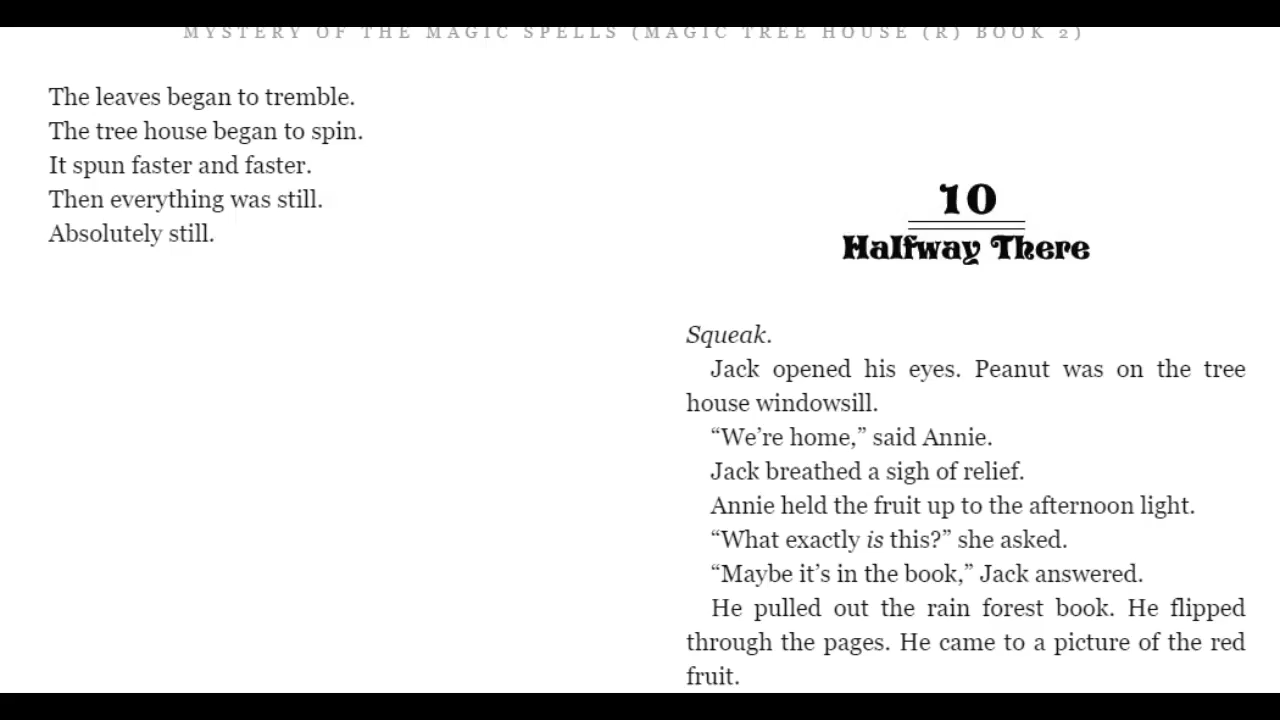 MYSTERY OF THE MAGIC SPELLS (MAGIC TREE HOUSE (R) BOOK 2)
The leaves began to tremble.
The tree house began to spin.
It spun faster and faster.
Then everything was still.
Absolutely still.
10
Halfway There
Squeak.
Jack opened his eyes. Peanut was on the tree
house windowsill.
“We’re home,” said Annie.
Jack breathed a sigh of relief.
Annie held the fruit up to the afternoon light.
“What exactly is this?” she asked.
“Maybe it’s in the book,” Jack answered.
He pulled out the rain forest book. He flipped
through the pages. He came to a picture of the red
fruit.